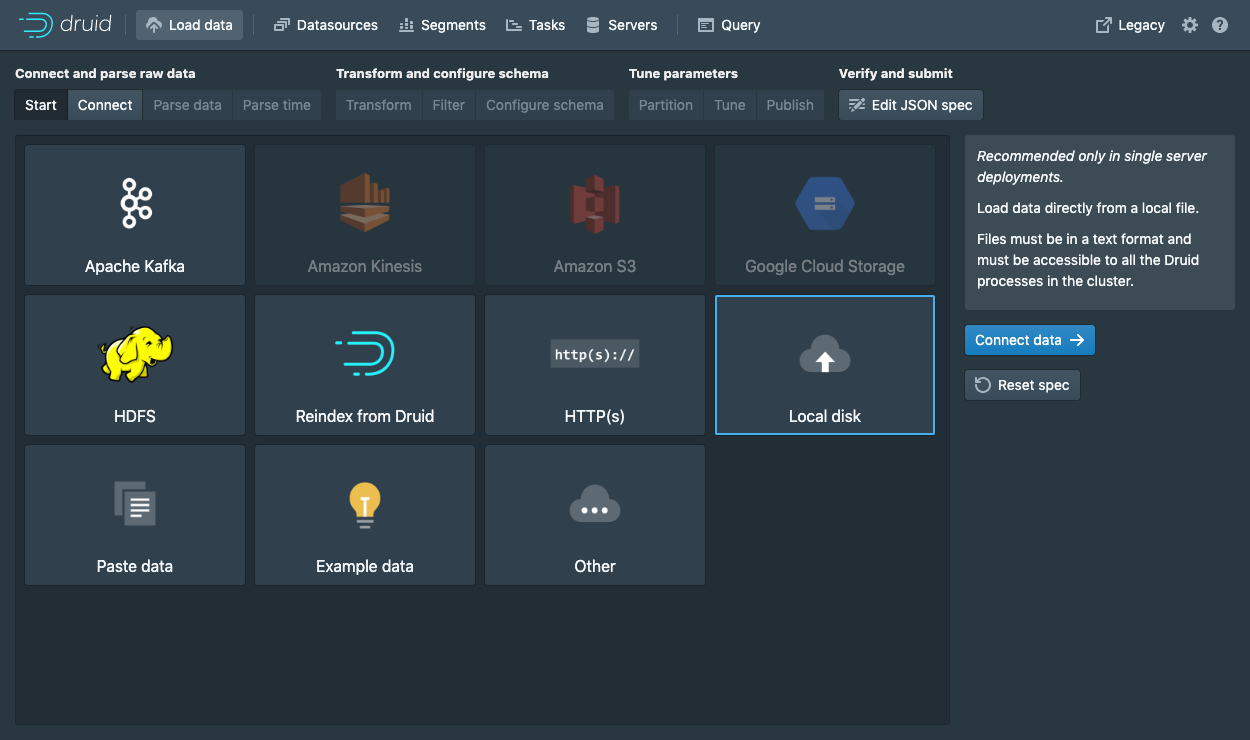 druid Load data Datasources Segments Tasks Servers Query Legacy
Connect and parse raw data Transform and configure schema Tune parameters Verify and submit
Start Connect Parse data Parse time Transform Filter Configure schema Partition Tune Publish Edit JSON spec
Apache Kafka
Amazon Kinesis
Amazon S3
Google Cloud Storage
HDFS
Reindex from Druid
http(s)://
HTTP(s)
Local disk
Paste data
Example data
Other
Recommended only in single server
deployments.
Load data directly from a local file.
Files must be in a text format and
must be accessible to all the Druid
processes in the cluster.
Connect data
Reset spec